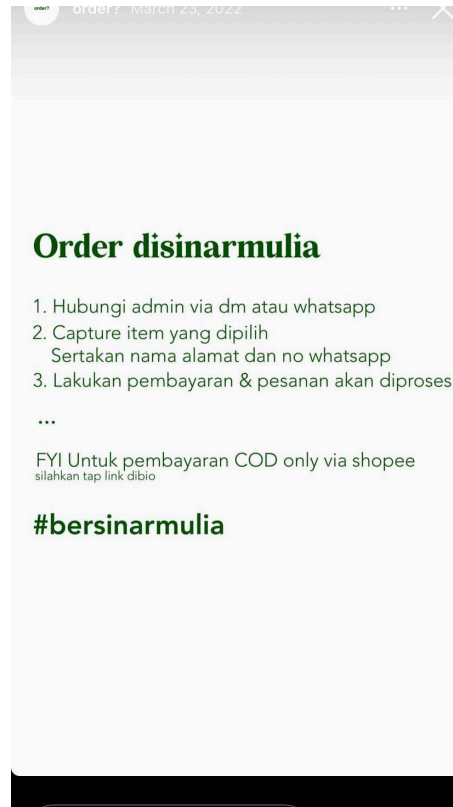 order?
order? March 23, 2022
Order disinarmulia
1. Hubungi admin via dm atau whatsapp
2. Capture item yang dipilih
Sertakan nama alamat dan no whatsapp
3. Lakukan pembayaran & pesanan akan diproses
...
FYI Untuk pembayaran COD only via shopee
silahkan tap link dibio
#bersinarmulia